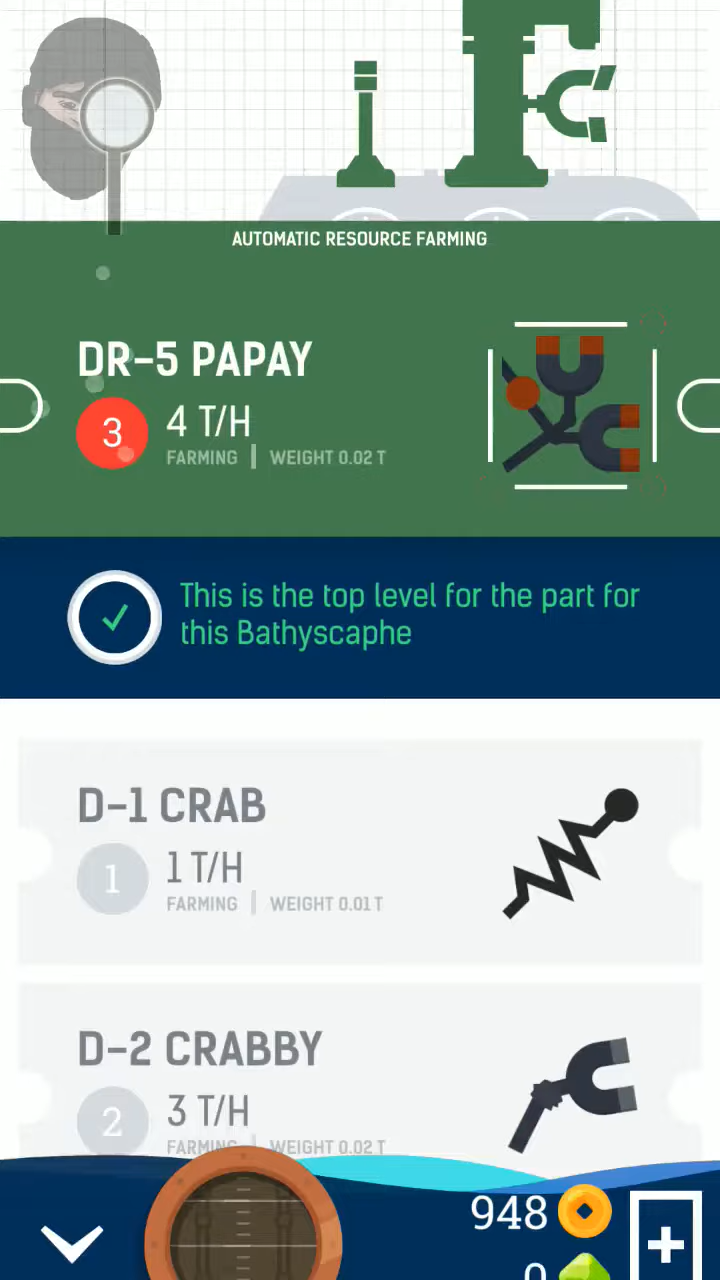 AUTOMATIC RESOURCE FARMING
DR-5 PAPAY
3
4 T/H
FARMING | WEIGHT 0.02 T
This is the top level for the part for
this Bathyscaphe
D-1 CRAB
1
1 T/H
FARMING | WEIGHT 0.01 T
D-2 CRABBY
2
3 T/H
FARMING | WEIGHT 0.02 T
948
0